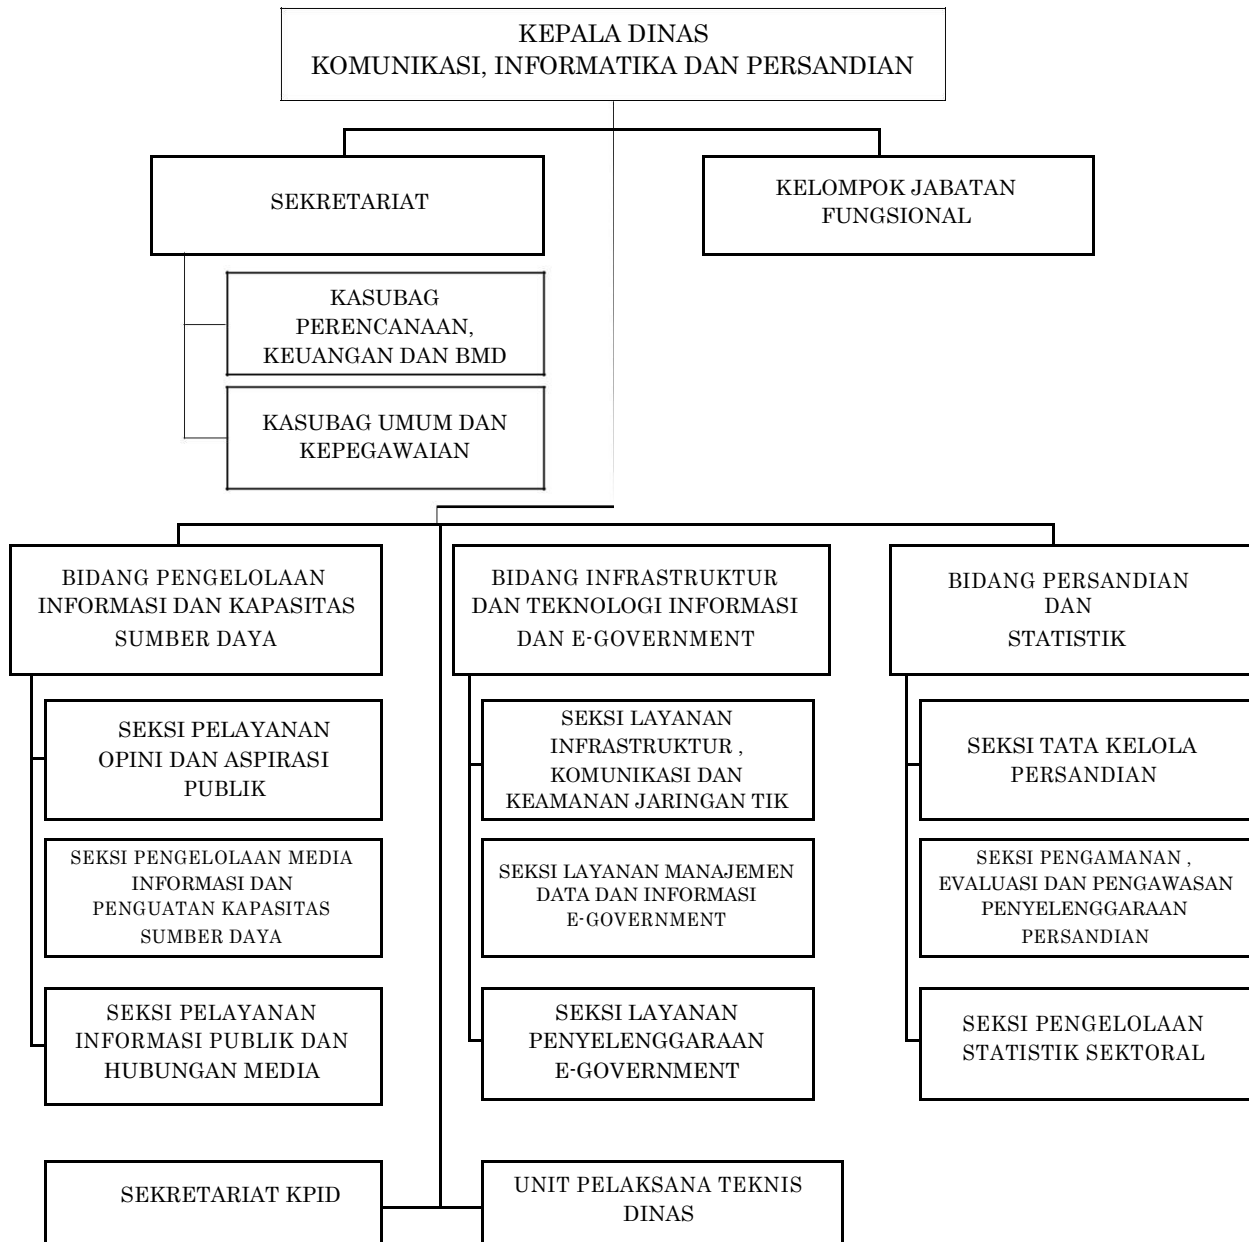 KEPALA DINAS
KOMUNIKASI, INFORMATIKA DAN PERSANDIAN
SEKRETARIAT
KELOMPOK JABATAN
FUNGSIONAL
KASUBAG
PERENCANAAN,
KEUANGAN DAN BMD
KASUBAG UMUM DAN
KEPEGAWAIAN
BIDANG PENGELOLAAN
INFORMASI DAN KAPASITAS
SUMBER DAYA
BIDANG INFRASTRUKTUR
DAN TEKNOLOGI INFORMASI
DAN E-GOVERNMENT
BIDANG PERSANDIAN
DAN
STATISTIK
SEKSI PELAYANAN
OPINI DAN ASPIRASI
PUBLIK
SEKSI LAYANAN
INFRASTRUKTUR ,
KOMUNIKASI DAN
KEAMANAN JARINGAN TIK
SEKSI TATA KELOLA
PERSANDIAN
SEKSI PENGELOLAAN MEDIA
INFORMASI DAN
PENGUATAN KAPASITAS
SUMBER DAYA
SEKSI LAYANAN MANAJEMEN
DATA DAN INFORMASI
E-GOVERNMENT
SEKSI PENGAMANAN ,
EVALUASI DAN PENGAWASAN
PENYELENGGARAAN
PERSANDIAN
SEKSI PELAYANAN
INFORMASI PUBLIK DAN
HUBUNGAN MEDIA
SEKSI LAYANAN
PENYELENGGARAAN
E-GOVERNMENT
SEKSI PENGELOLAAN
STATISTIK SEKTORAL
SEKRETARIAT KPID
UNIT PELAKSANA TEKNIS
DINAS